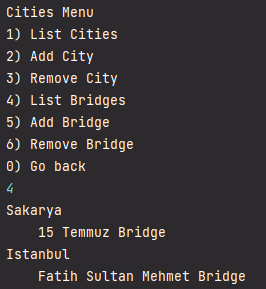 Cities Menu
1) List Cities
2) Add City
3) Remove City
4) List Bridges
5) Add Bridge
6) Remove Bridge
0) Go back
4
Sakarya
    15 Temmuz Bridge
Istanbul
    Fatih Sultan Mehmet Bridge